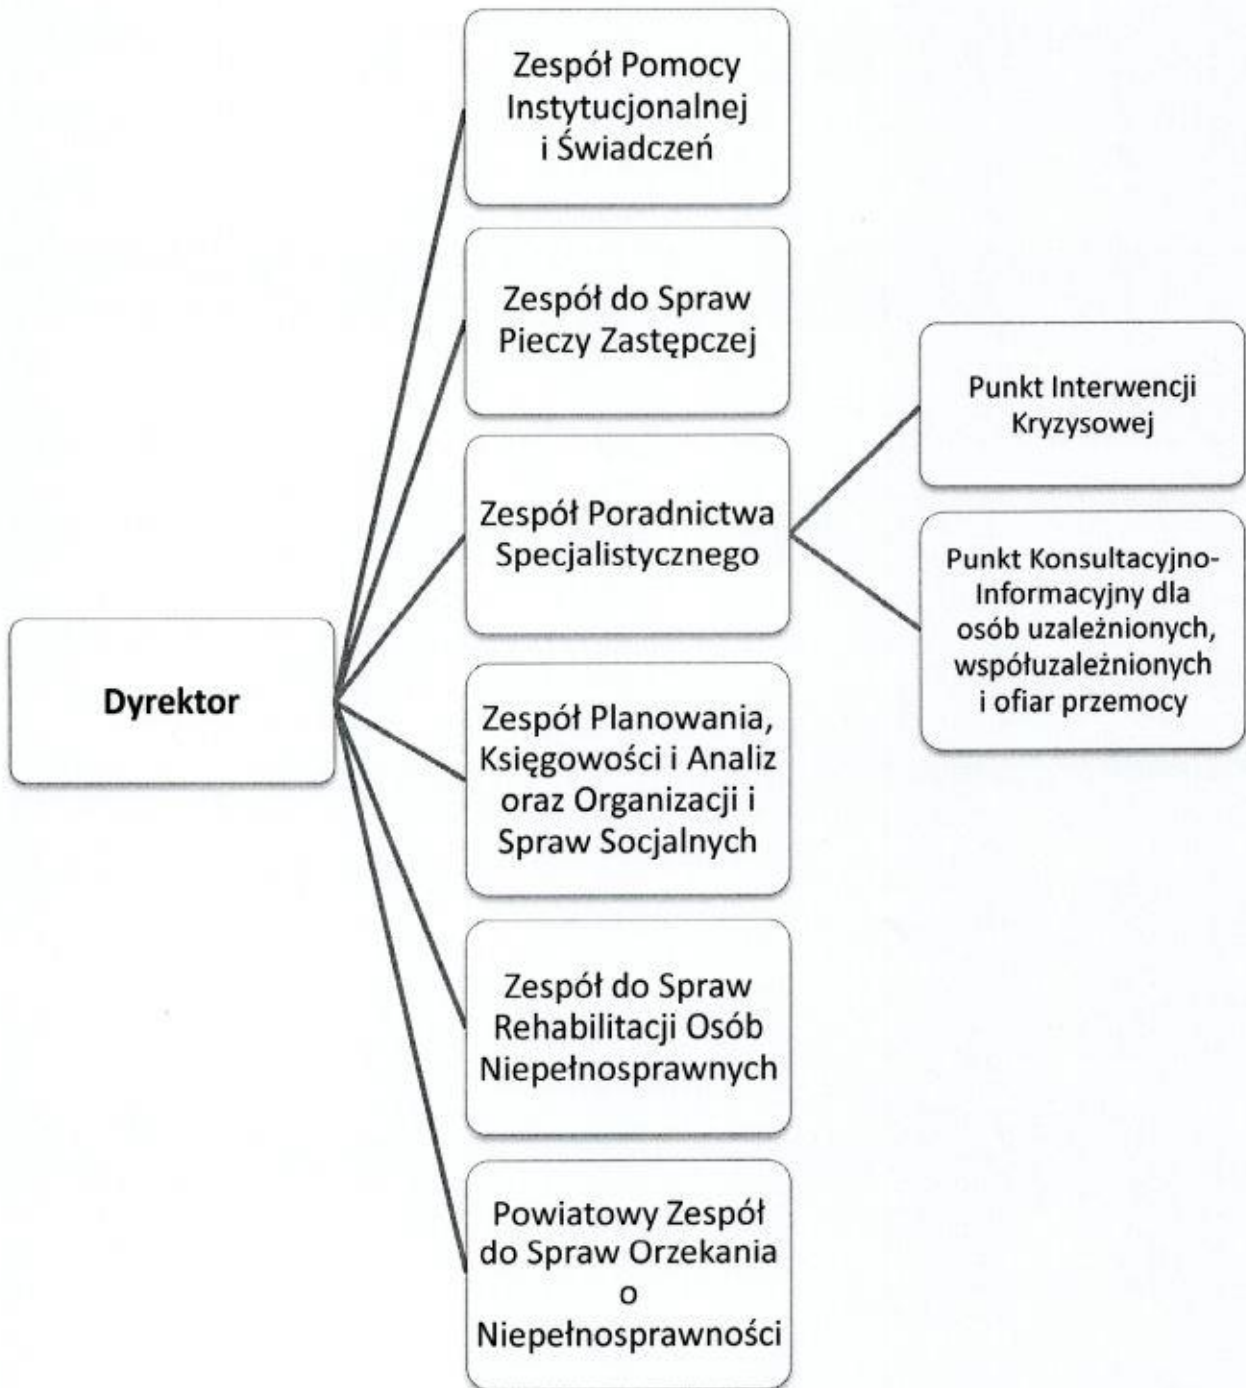 Dyrektor
Zespół Pomocy
Instytucjonalnej
i Świadczeń
Zespół do Spraw
Pieczy Zastępczej
Zespół Poradnictwa
Specjalistycznego
Punkt Interwencji
Kryzysowej
Punkt Konsultacyjno-
Informacyjny dla
osób uzależnionych,
współuzależnionych
i ofiar przemocy
Zespół Planowania,
Księgowości i Analiz
oraz Organizacji i
Spraw Socjalnych
Zespół do Spraw
Rehabilitacji Osób
Niepełnosprawnych
Powiatowy Zespół
do Spraw Orzekania
o
Niepełnosprawności